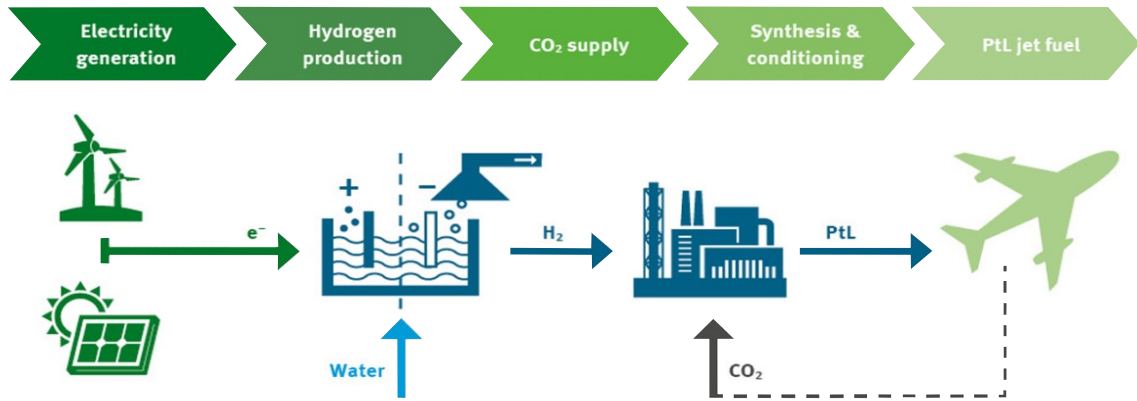 Electricity
generation
Hydrogen
production
CO₂ supply
Synthesis &
conditioning
PtL jet fuel
+
−
e⁻
H₂
PtL
Water
CO₂